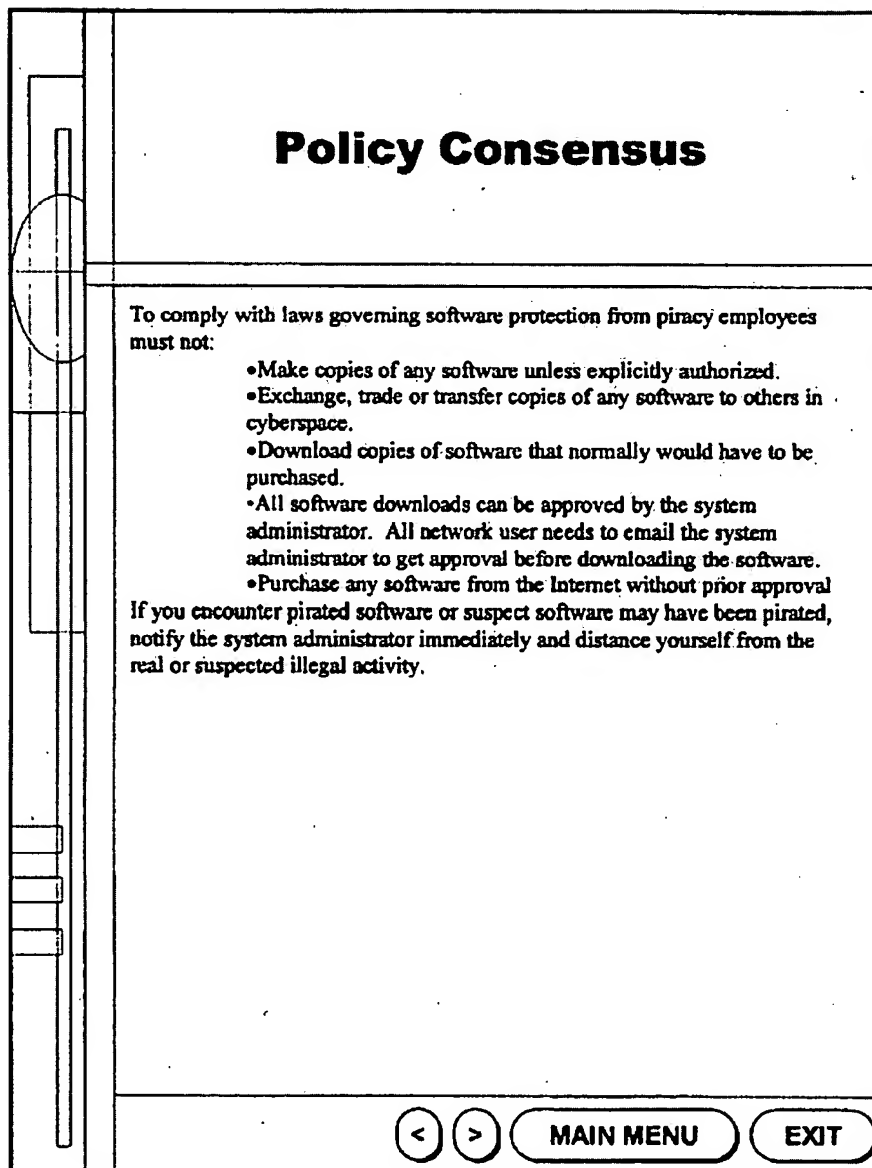 Policy Consensus
To comply with laws governing software protection from piracy employees
must not:
•Make copies of any software unless explicitly authorized.
•Exchange, trade or transfer copies of any software to others in
cyberspace.
•Download copies of software that normally would have to be
purchased.
•All software downloads can be approved by the system
administrator. All network user needs to email the system
administrator to get approval before downloading the software.
•Purchase any software from the Internet without prior approval
If you encounter pirated software or suspect software may have been pirated,
notify the system administrator immediately and distance yourself from the
real or suspected illegal activity.
< > MAIN MENU EXIT